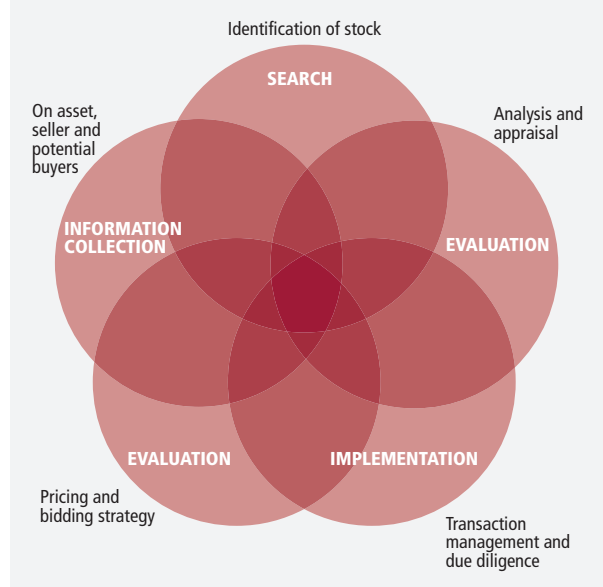 Identification of stock
SEARCH
On asset,
seller and
potential
buyers
Analysis and
appraisal
INFORMATION
COLLECTION
EVALUATION
EVALUATION
IMPLEMENTATION
Pricing and
bidding strategy
Transaction
management and
due diligence